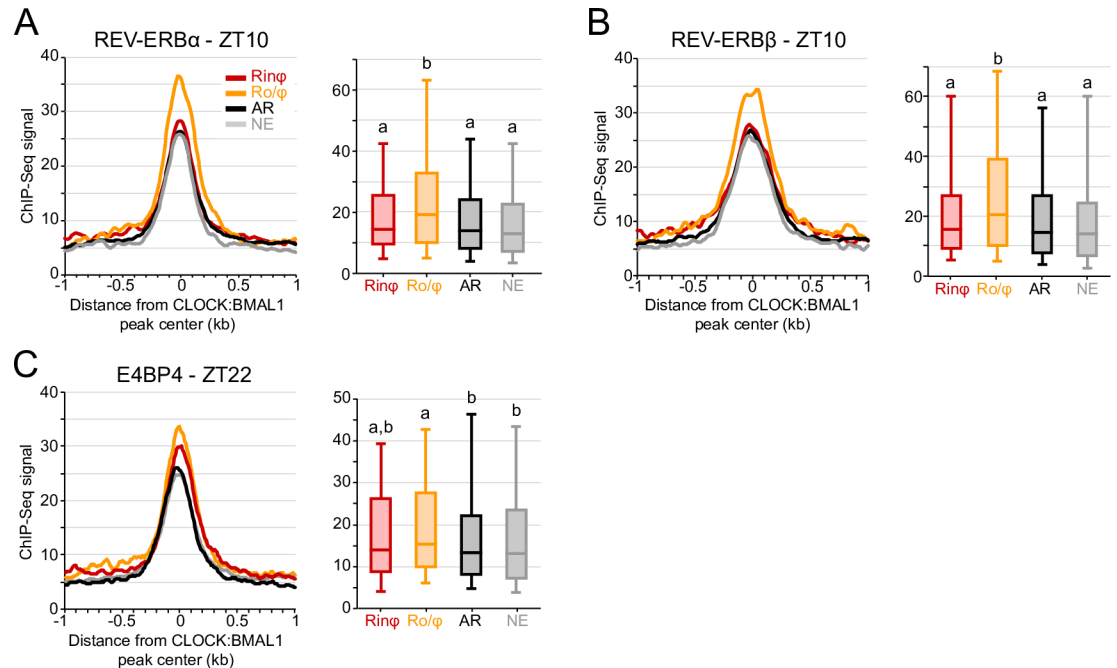 A
REV-ERBα - ZT10
ChIP-Seq signal
40
30
20
10
0
-1
-0.5
0
0.5
1
Distance from CLOCK:BMAL1
peak center (kb)
Rinφ
Ro/φ
AR
NE
60
40
20
0
a
b
a
a
Rinφ
Ro/φ
AR
NE
B
REV-ERBβ - ZT10
ChIP-Seq signal
40
30
20
10
0
-1
-0.5
0
0.5
1
Distance from CLOCK:BMAL1
peak center (kb)
60
40
20
0
a
b
a
a
Rinφ
Ro/φ
AR
NE
C
E4BP4 - ZT22
ChIP-Seq signal
40
30
20
10
0
-1
-0.5
0
0.5
1
Distance from CLOCK:BMAL1
peak center (kb)
50
40
30
20
10
0
a,b
a
b
b
Rinφ
Ro/φ
AR
NE